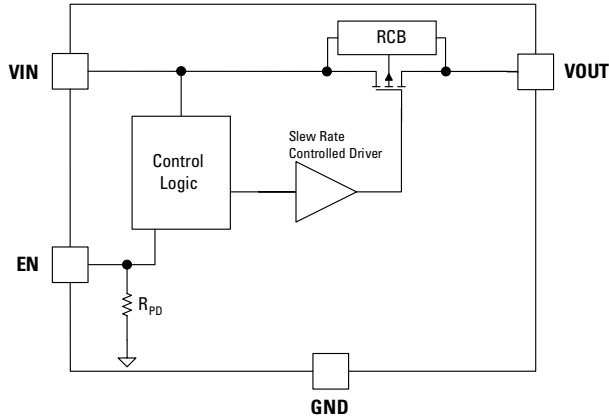 RCB
VIN
VOUT
Slew Rate
Controlled Driver
Control
Logic
EN
RPD
GND